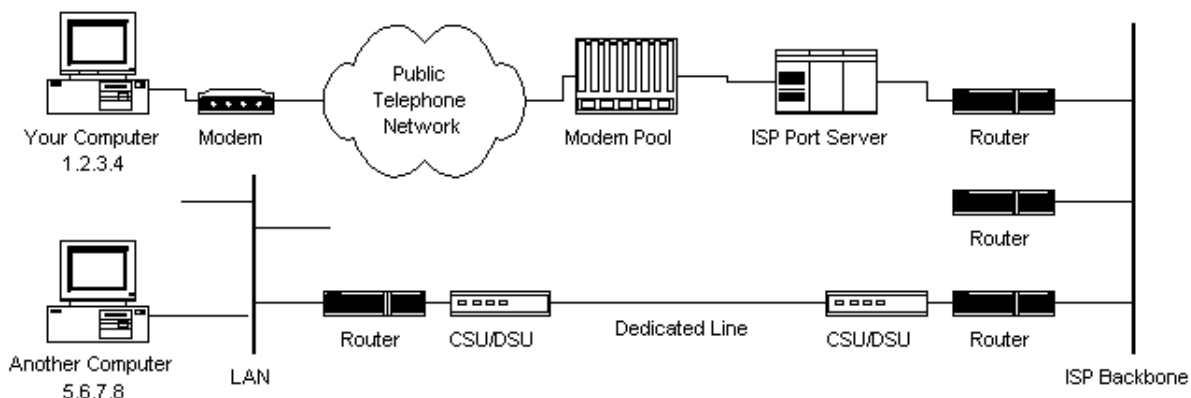 Public
Telephone
Network
Your Computer
1.2.3.4
Modem
Modem Pool
ISP Port Server
Router
Router
Another Computer
5.6.7.8
LAN
Router
CSU/DSU
Dedicated Line
CSU/DSU
Router
ISP Backbone